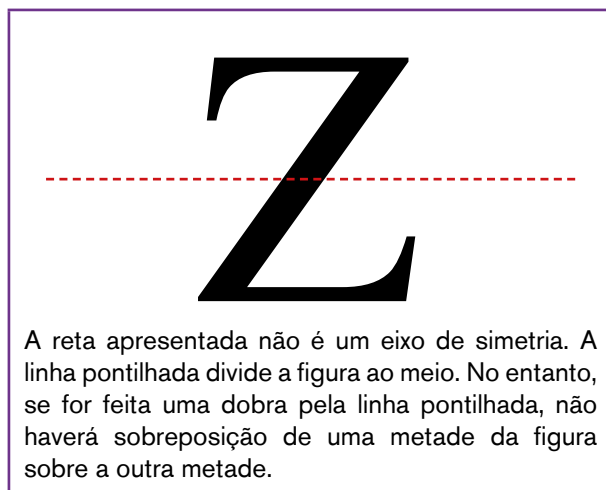 Z
A reta apresentada não é um eixo de simetria. A
linha pontilhada divide a figura ao meio. No entanto,
se for feita uma dobra pela linha pontilhada, não
haverá sobreposição de uma metade da figura
sobre a outra metade.